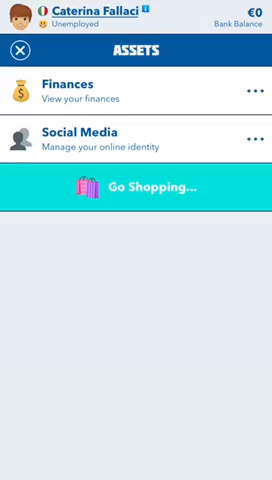 Caterina Fallaci
Unemployed
€0
Bank Balance
ASSETS
Finances
View your finances
Social Media
Manage your online identity
Go Shopping...